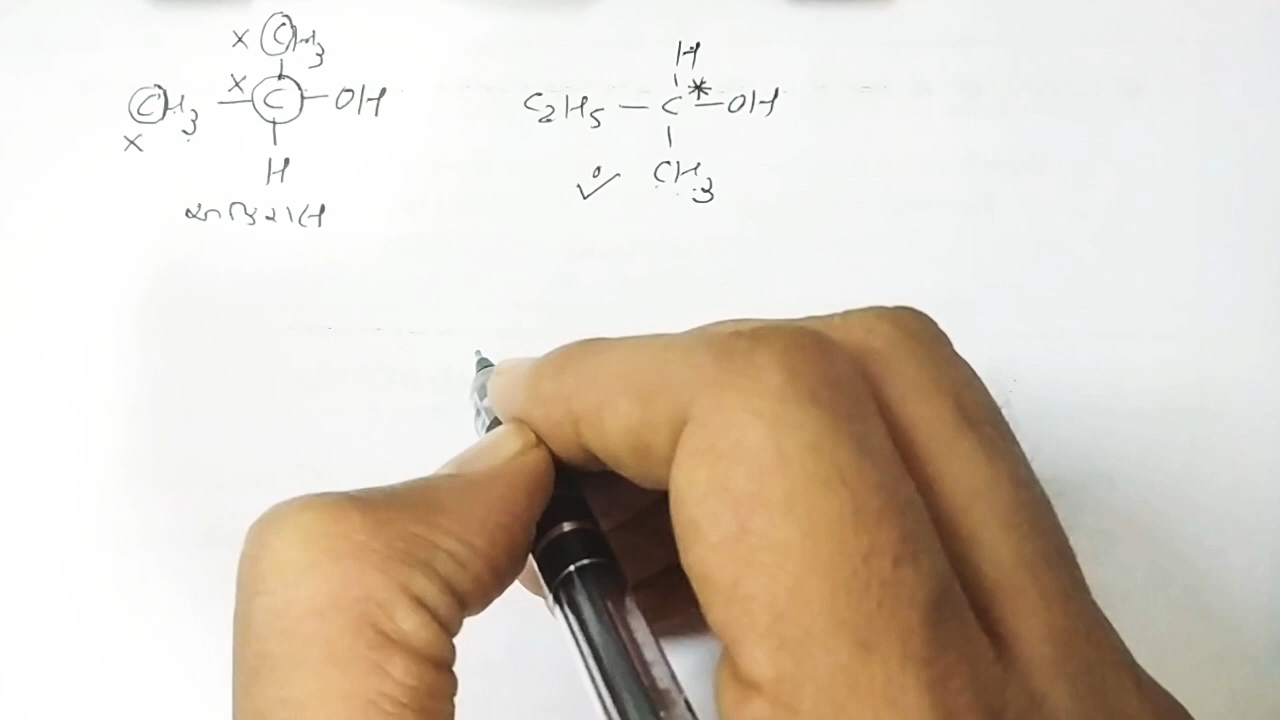 x CH3
CH3 — C — OH
x x
H
H
C2H5 — C* — OH
CH3
✓